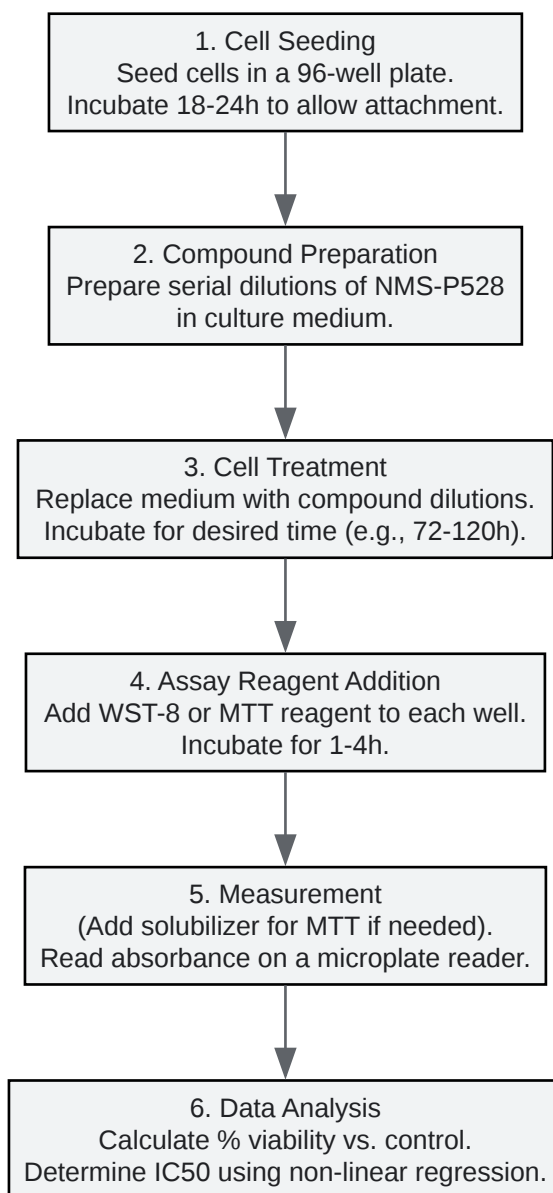 1. Cell Seeding
Seed cells in a 96-well plate.
Incubate 18-24h to allow attachment.
2. Compound Preparation
Prepare serial dilutions of NMS-P528
in culture medium.
3. Cell Treatment
Replace medium with compound dilutions.
Incubate for desired time (e.g., 72-120h).
4. Assay Reagent Addition
Add WST-8 or MTT reagent to each well.
Incubate for 1-4h.
5. Measurement
(Add solubilizer for MTT if needed).
Read absorbance on a microplate reader.
6. Data Analysis
Calculate % viability vs. control.
Determine IC50 using non-linear regression.